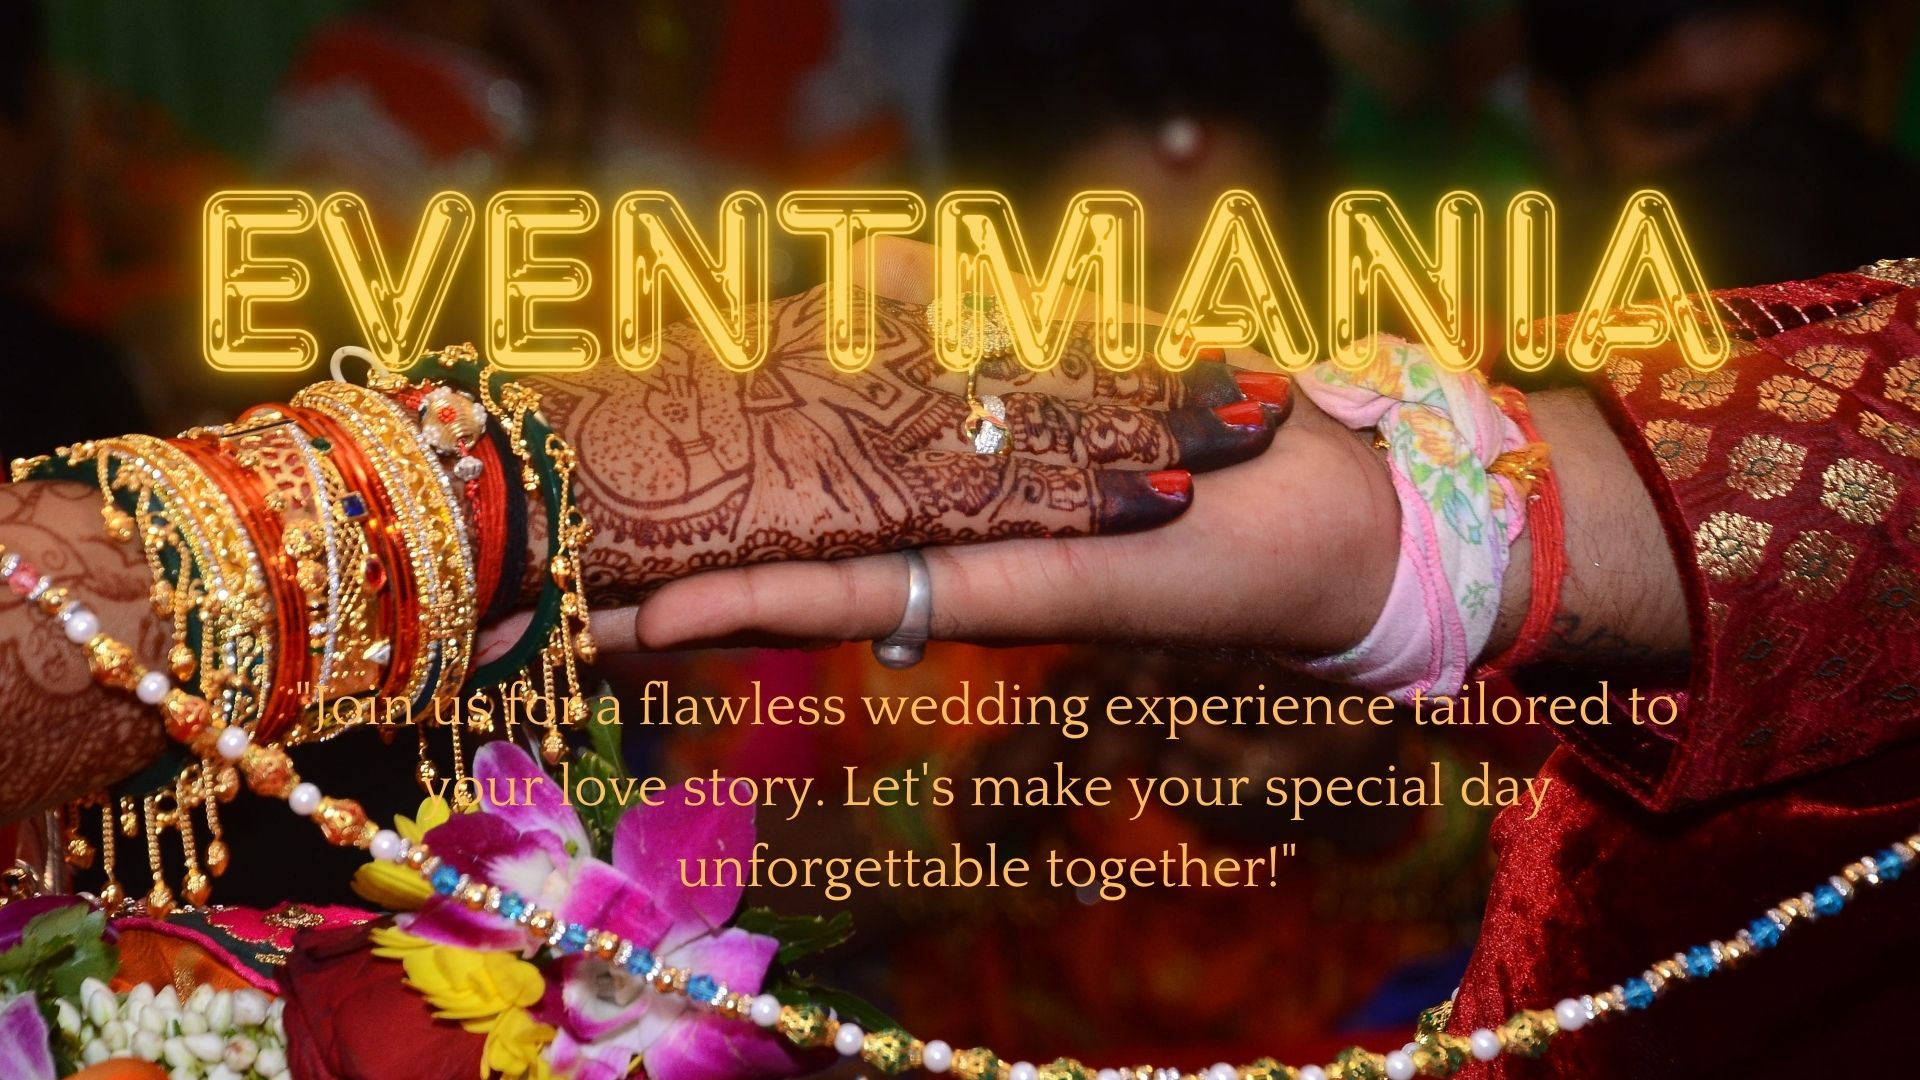 EVENTMANIA
"Join us for a flawless wedding experience tailored to
your love story. Let's make your special day
unforgettable together!"